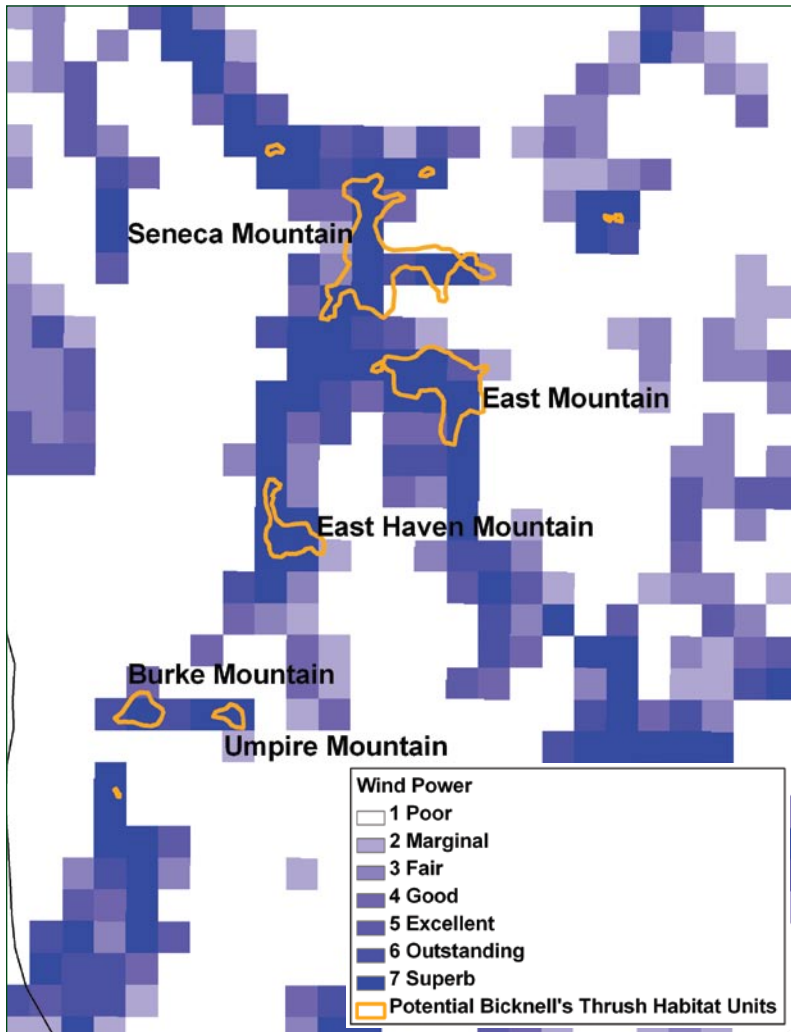 Seneca Mountain
East Mountain
East Haven Mountain
Burke Mountain
Umpire Mountain
Wind Power
1 Poor
2 Marginal
3 Fair
4 Good
5 Excellent
6 Outstanding
7 Superb
Potential Bicknell's Thrush Habitat Units